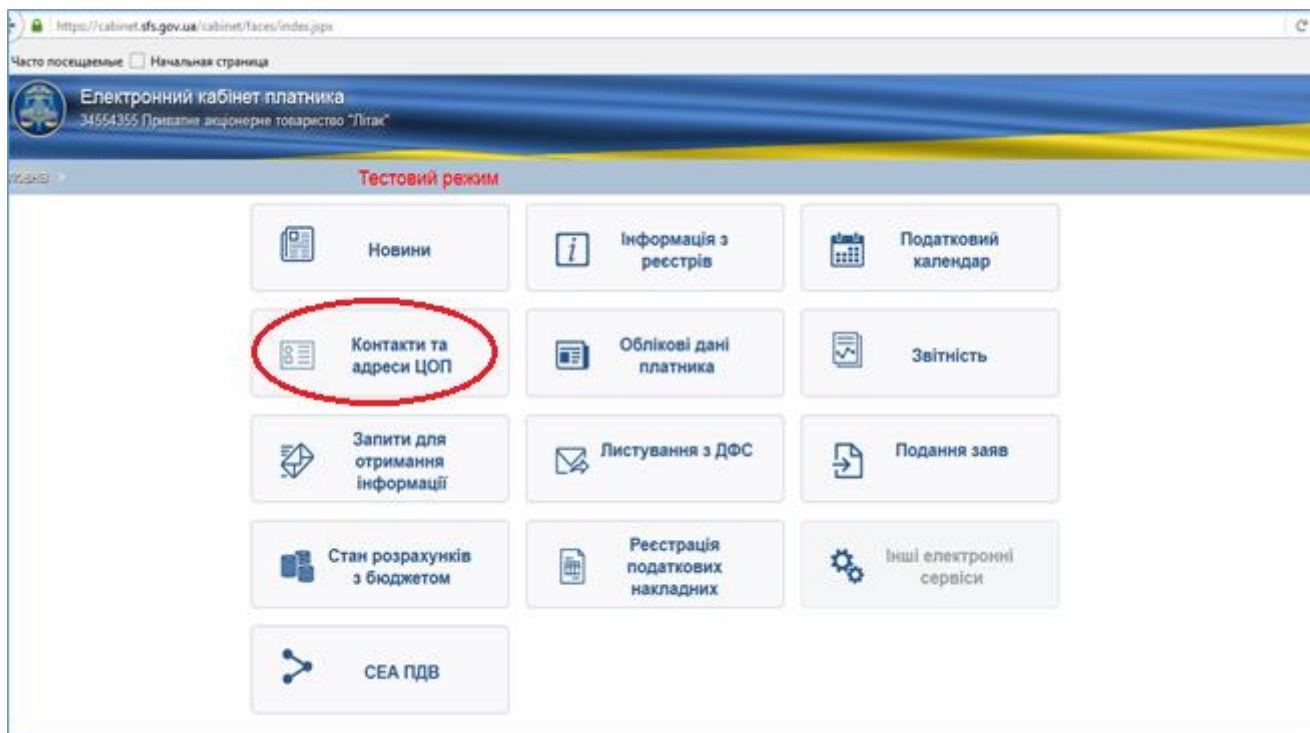 https://cabinet.sfs.gov.ua/cabinet/faces/index.jspx
Часто посещаемые Начальная страница
Електронний кабінет платника
34554355 Приватне акціонерне товариство "Літак"
Тестовий режим
Новини
Інформація з
реєстрів
Податковий
календар
Контакти та
адреси ЦОП
Облікові дані
платника
Звітність
Запити для
отримання
інформації
Листування з ДФС
Подання заяв
Стан розрахунків
з бюджетом
Реєстрація
податкових
накладних
Інші електронні
сервіси
СЕА ПДВ